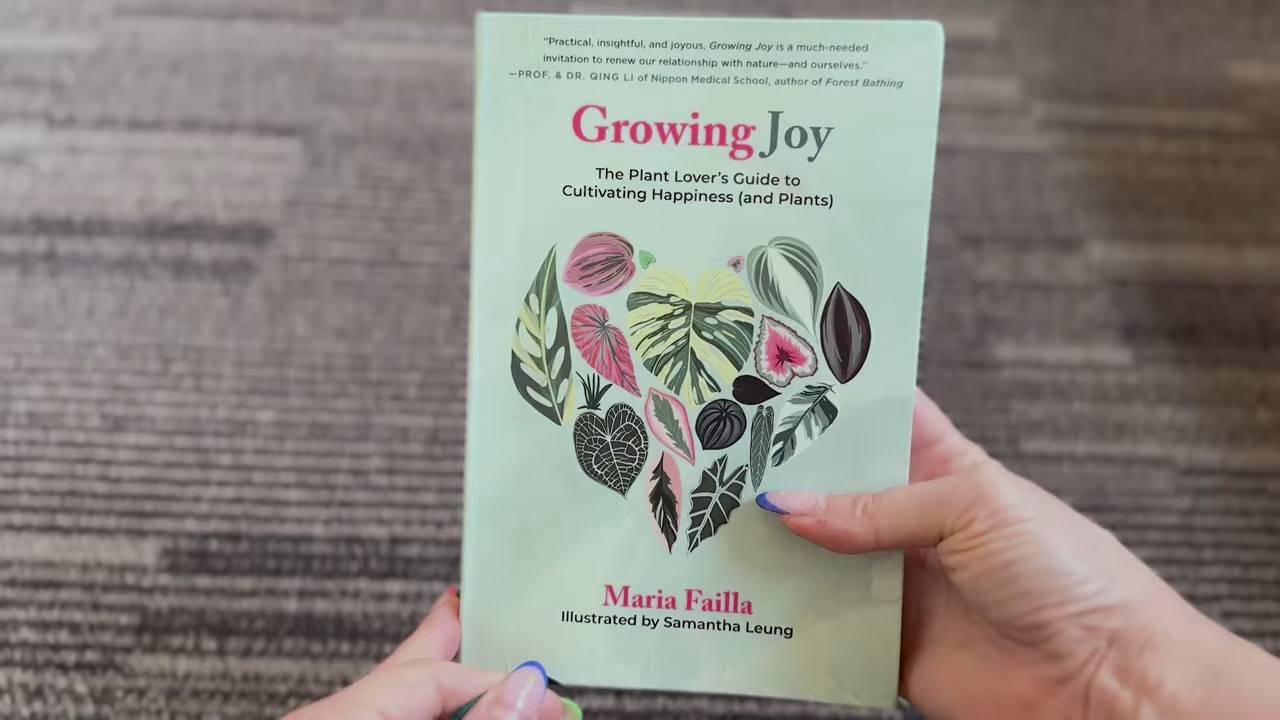 "Practical, insightful, and joyous, Growing Joy is a much-needed
invitation to renew our relationship with nature—and ourselves."
—PROF. & DR. QING LI of Nippon Medical School, author of Forest Bathing
Growing Joy
The Plant Lover's Guide to
Cultivating Happiness (and Plants)
Maria Failla
Illustrated by Samantha Leung